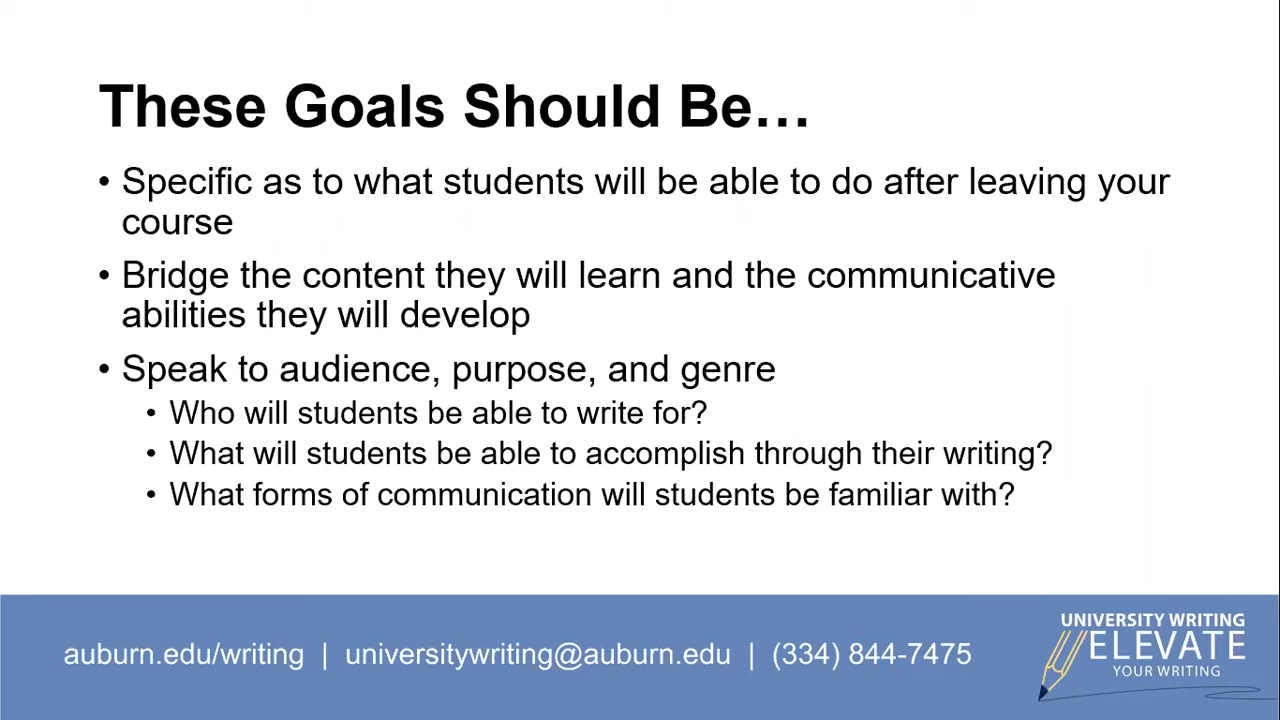 These Goals Should Be…
• Specific as to what students will be able to do after leaving your
course
• Bridge the content they will learn and the communicative
abilities they will develop
• Speak to audience, purpose, and genre
• Who will students be able to write for?
• What will students be able to accomplish through their writing?
• What forms of communication will students be familiar with?
auburn.edu/writing | universitywriting@auburn.edu | (334) 844-7475
UNIVERSITY WRITING
ELEVATE
YOUR WRITING